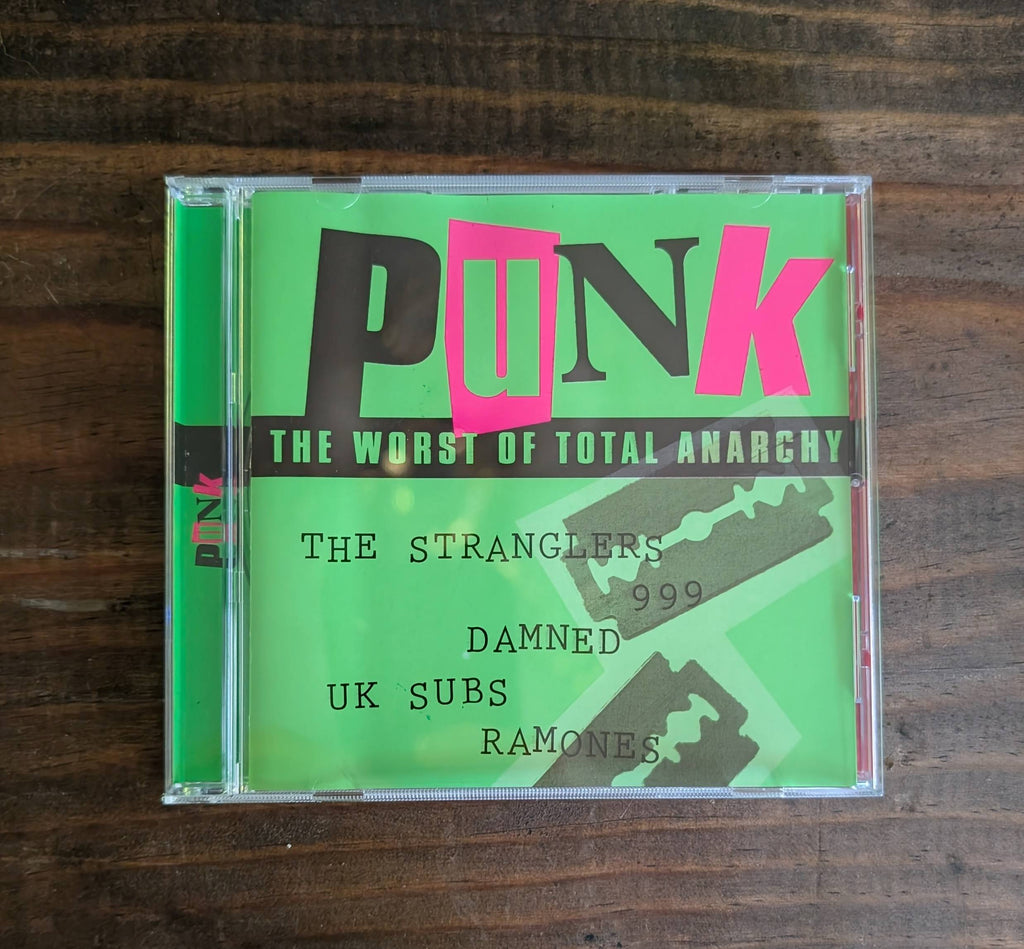 PuNk
THE WORST OF TOTAL ANARCHY
THE STRANGLERS
999
DAMNED
UK SUBS
RAMONES
PuNk